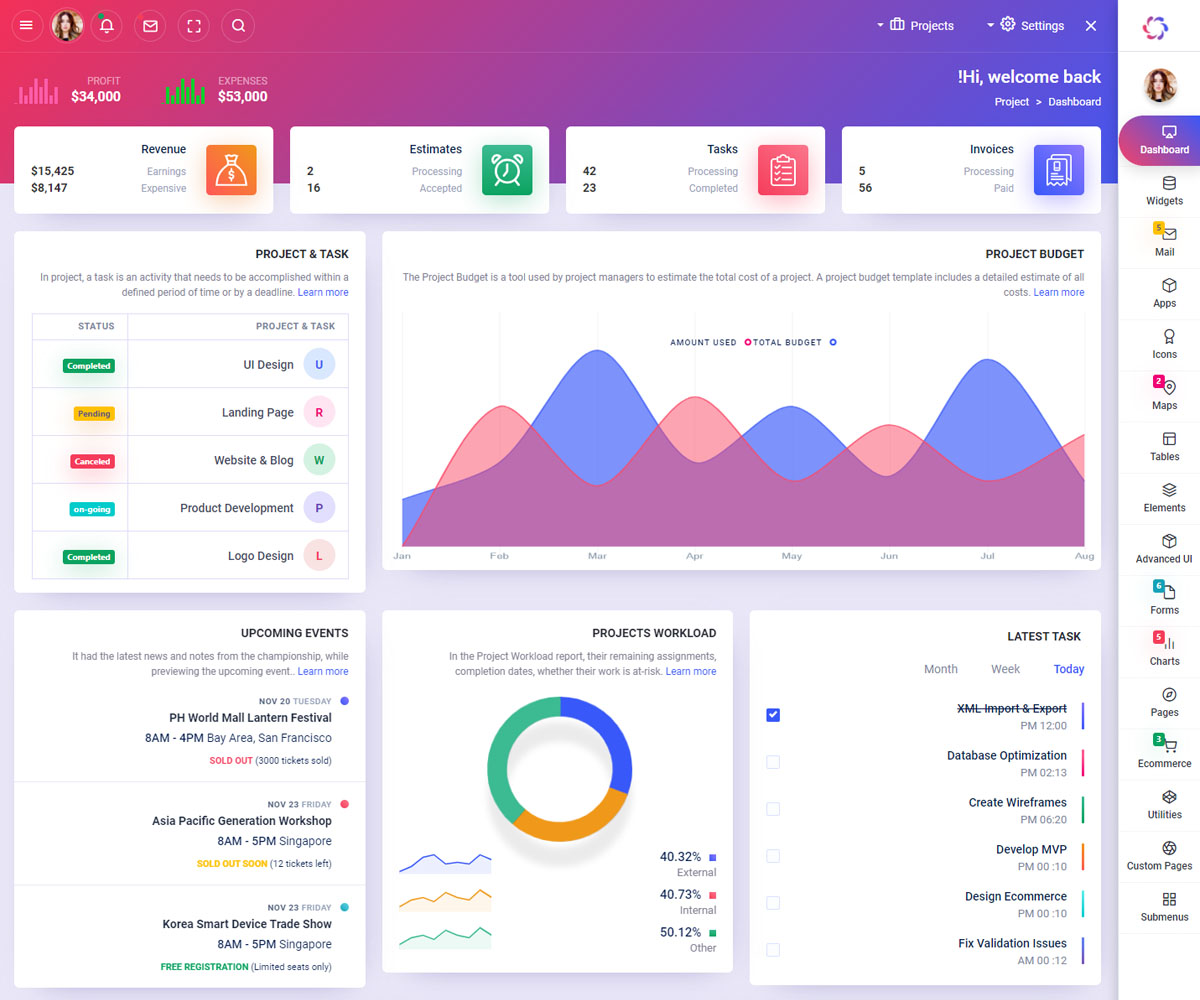 Projects
Settings
PROFIT
$34,000
EXPENSES
$53,000
!Hi, welcome back
Project > Dashboard
Revenue
$15,425 Earnings
$8,147 Expensive
Estimates
2 Processing
16 Accepted
Tasks
42 Processing
23 Completed
Invoices
5 Processing
56 Paid
PROJECT & TASK
In project, a task is an activity that needs to be accomplished within a
defined period of time or by a deadline. Learn more
STATUS PROJECT & TASK
Completed UI Design U
Pending Landing Page R
Canceled Website & Blog W
on-going Product Development P
Completed Logo Design L
PROJECT BUDGET
The Project Budget is a tool used by project managers to estimate the total cost of a project. A project budget template includes a detailed estimate of all
costs. Learn more
AMOUNT USED TOTAL BUDGET
Jan Feb Mar Apr May Jun Jul Aug
UPCOMING EVENTS
It had the latest news and notes from the championship, while
previewing the upcoming event.. Learn more
NOV 20 TUESDAY
PH World Mall Lantern Festival
8AM - 4PM Bay Area, San Francisco
SOLD OUT (3000 tickets sold)
NOV 23 FRIDAY
Asia Pacific Generation Workshop
8AM - 5PM Singapore
SOLD OUT SOON (12 tickets left)
NOV 23 FRIDAY
Korea Smart Device Trade Show
8AM - 5PM Singapore
FREE REGISTRATION (Limited seats only)
PROJECTS WORKLOAD
In the Project Workload report, their remaining assignments,
completion dates, whether their work is at-risk. Learn more
40.32%
External
40.73%
Internal
50.12%
Other
LATEST TASK
Month Week Today
XML Import & Export
PM 12:00
Database Optimization
PM 02:13
Create Wireframes
PM 06:20
Develop MVP
PM 00 :10
Design Ecommerce
PM 00 :10
Fix Validation Issues
AM 00 :12
Dashboard
Widgets
5
Mail
Apps
Icons
2
Maps
Tables
Elements
Advanced UI
6
Forms
5
Charts
Pages
3
Ecommerce
Utilities
Custom Pages
Submenus